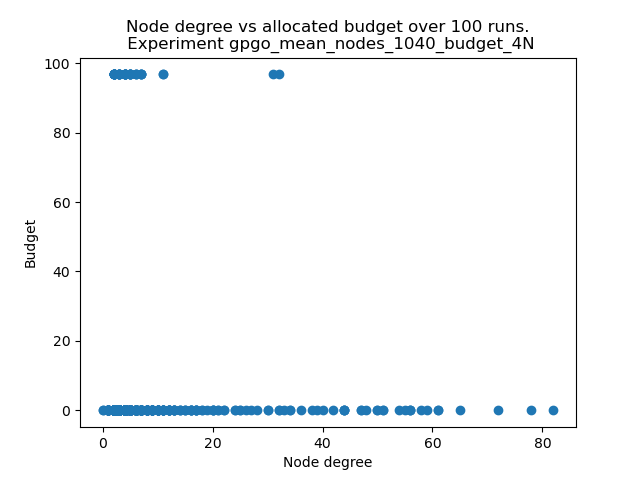 Node degree vs allocated budget over 100 runs.
Experiment gpgo_mean_nodes_1040_budget_4N
100
80
60
40
20
0
Budget
0 20 40 60 80
Node degree